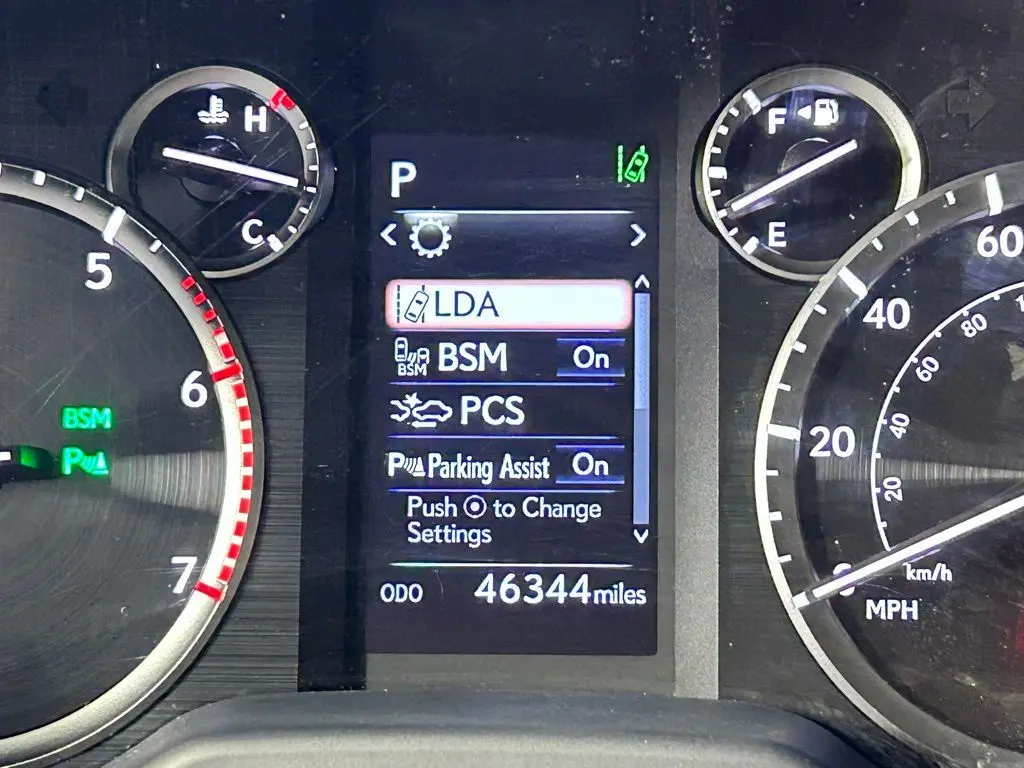 H
C
5
6
7
BSM
P
P
LDA
BSM
BSM On
PCS
P Parking Assist On
Push to Change
Settings
ODO 46344 miles
F
E
60
40
20
0
80
60
40
20
km/h
MPH